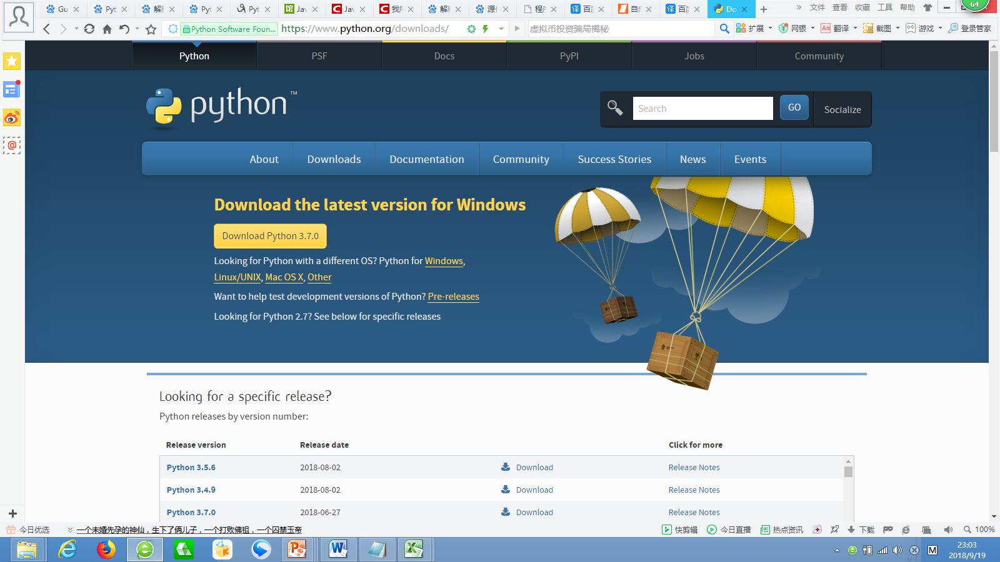 Gu
Pyt
解释
Pyt
Pyt
Jav
Jav
我用
解释
源代
程序
百度
自然
百度
Do
文件 查看 收藏 工具 帮助
64
Python Software Foun...
https://www.python.org/downloads/
虚拟币投资骗局揭秘
扩展 网银 翻译 截图 游戏 登录管家
Python
PSF
Docs
PyPI
Jobs
Community
python™
Search
GO
Socialize
About
Downloads
Documentation
Community
Success Stories
News
Events
Download the latest version for Windows
Download Python 3.7.0
Looking for Python with a different OS? Python for Windows,
Linux/UNIX, Mac OS X, Other
Want to help test development versions of Python? Pre-releases
Looking for Python 2.7? See below for specific releases
Looking for a specific release?
Python releases by version number:
Release version Release date Click for more
Python 3.5.6 2018-08-02 Download Release Notes
Python 3.4.9 2018-08-02 Download Release Notes
Python 3.7.0 2018-06-27 Download Release Notes
今日优选
一个未婚先孕的神仙，生下了俩儿子，一个打败佛祖，一个囚禁玉帝
快剪辑 今日直播 热点资讯 下载 100%
M
23:03
2018/9/19